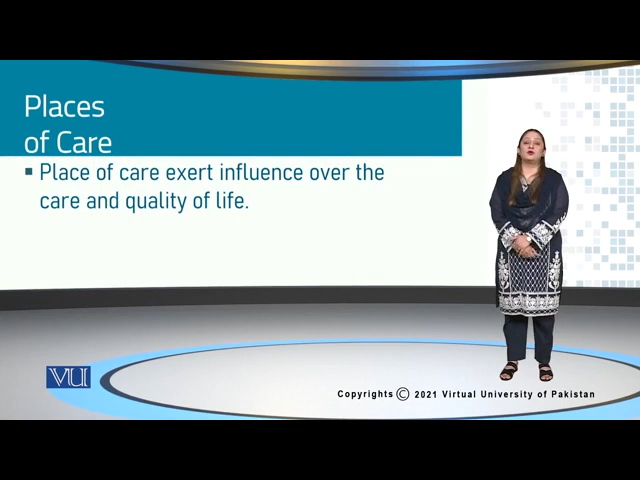 Places
of Care
▪ Place of care exert influence over the
care and quality of life.
VU
Copyrights © 2021 Virtual University of Pakistan